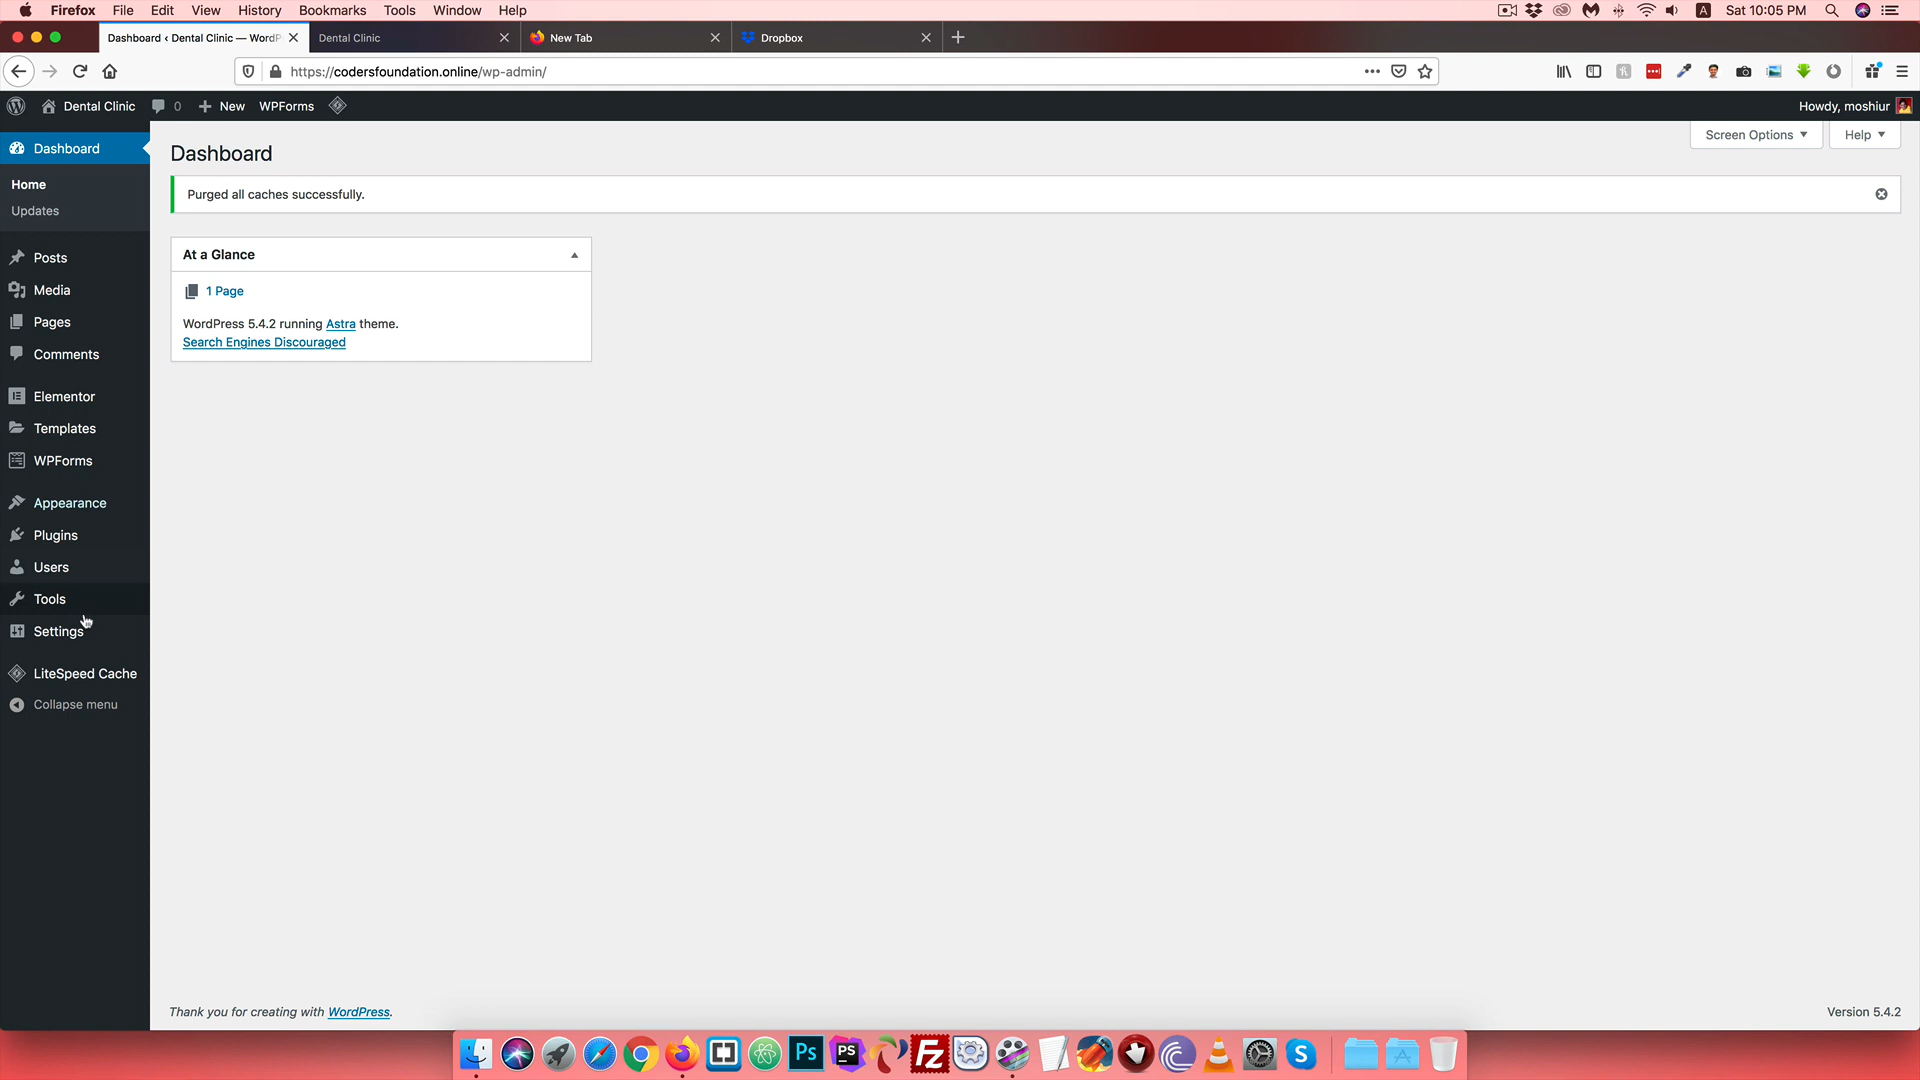 Firefox File Edit View History Bookmarks Tools Window Help
A Sat 10:05 PM
Dashboard ‹ Dental Clinic — WordP
Dental Clinic
New Tab
Dropbox
https://codersfoundation.online/wp-admin/
Dental Clinic 0 New WPForms
Howdy, moshiur
Dashboard
Home
Updates
Posts
Media
Pages
Comments
Elementor
Templates
WPForms
Appearance
Plugins
Users
Tools
Settings
LiteSpeed Cache
Collapse menu
Screen Options
Help
Dashboard
Purged all caches successfully.
At a Glance
1 Page
WordPress 5.4.2 running Astra theme.
Search Engines Discouraged
Thank you for creating with WordPress.
Version 5.4.2
Ps
PS
FZ
S